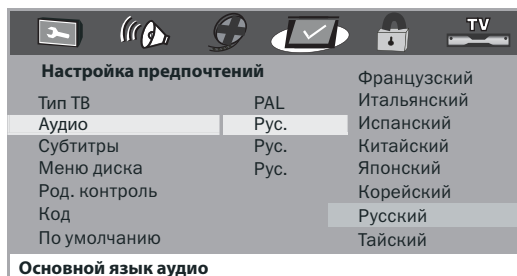 TV
Настройка предпочтений
Тип ТВ PAL
Аудио Рус.
Субтитры Рус.
Меню диска Рус.
Род. контроль
Код
По умолчанию
Французский
Итальянский
Испанский
Китайский
Японский
Корейский
Русский
Тайский
Основной язык аудио